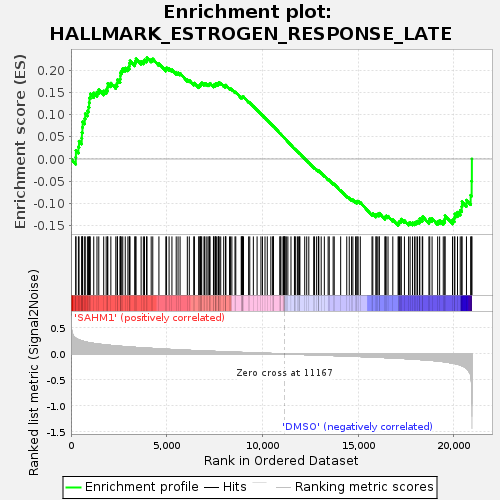 Enrichment plot:
HALLMARK_ESTROGEN_RESPONSE_LATE
Enrichment score (ES)
0.20
0.15
0.10
0.05
0.00
-0.05
-0.10
-0.15
'SAHM1' (positively correlated)
Ranked list metric (Signal2Noise)
0.5
0.0
-0.5
-1.0
-1.5
Zero cross at 11167
'DMSO' (negatively correlated)
0
5,000
10,000
15,000
20,000
Rank in Ordered Dataset
Enrichment profile
Hits
Ranking metric scores